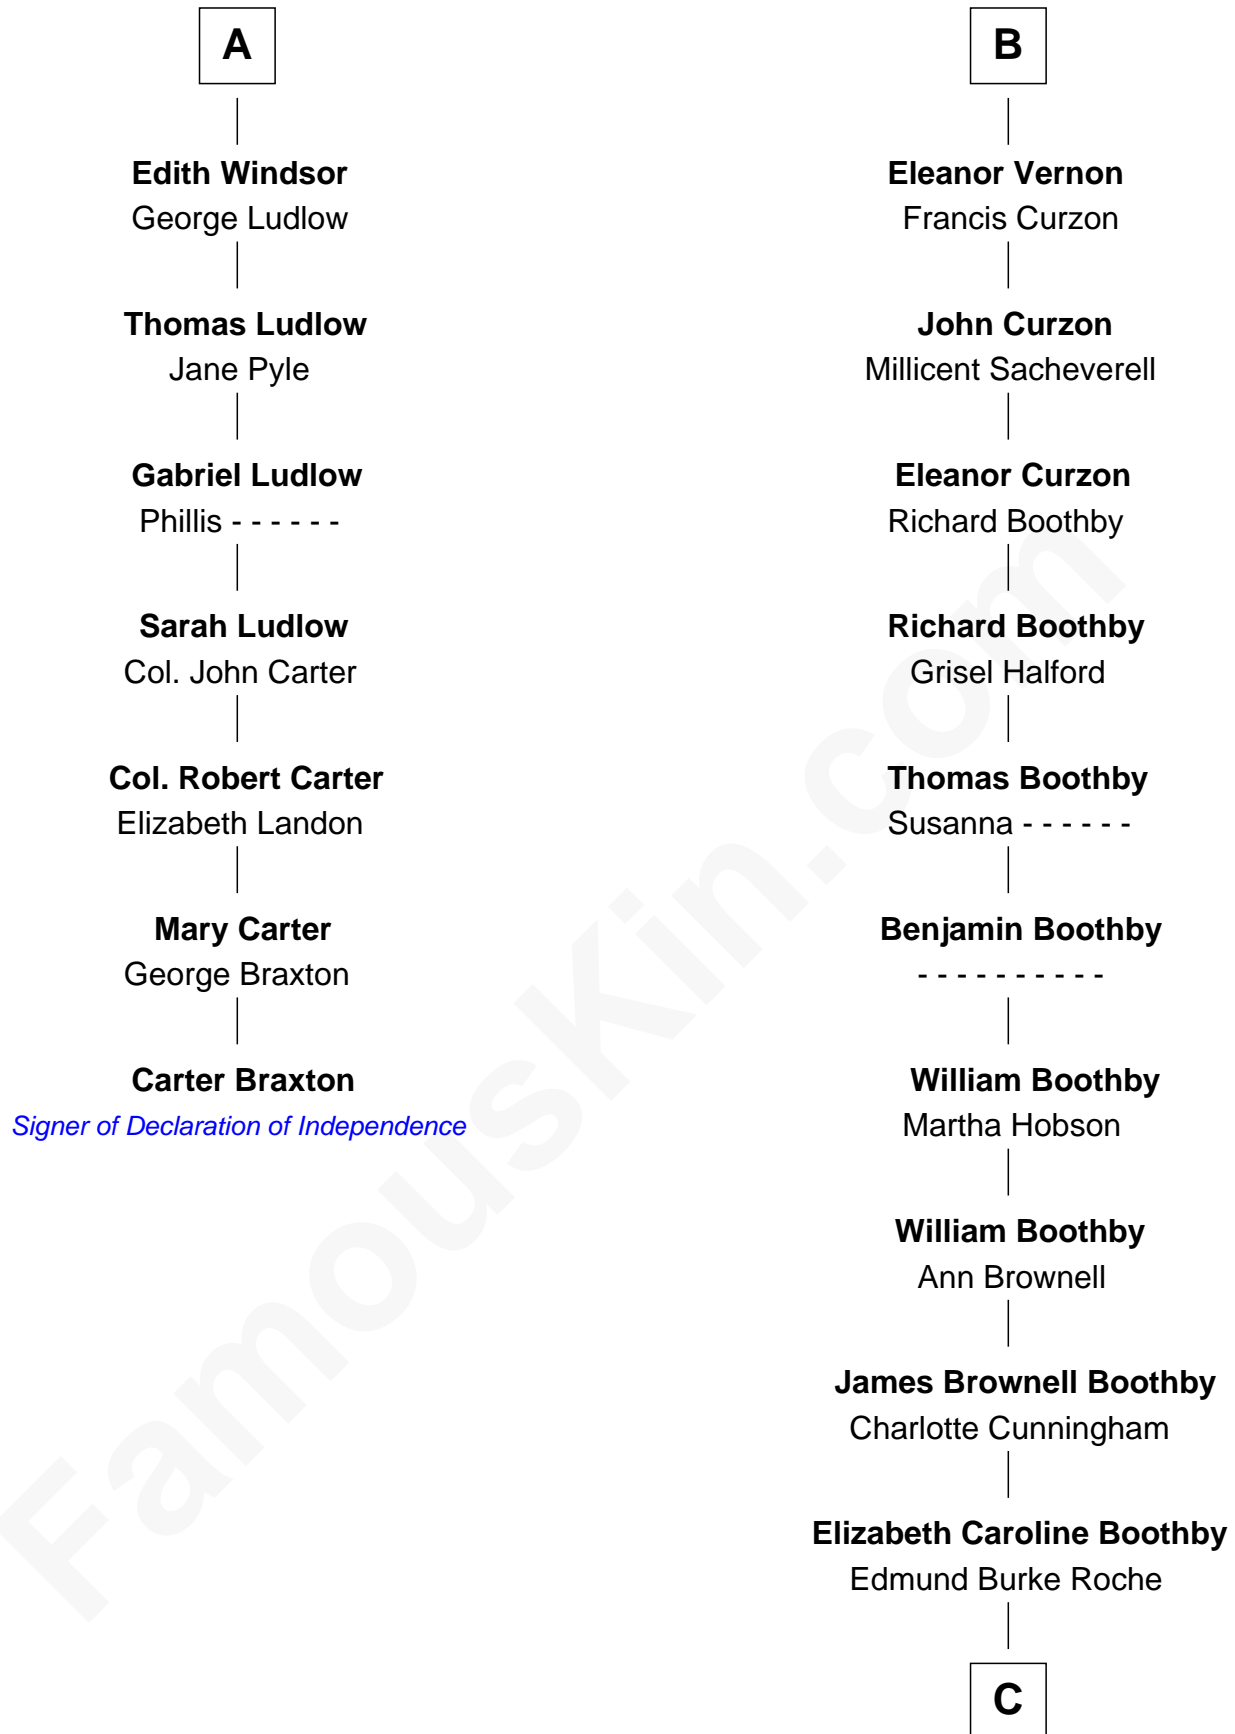 A
Edith Windsor
George Ludlow
Thomas Ludlow
Jane Pyle
Gabriel Ludlow
Phillis - - - - - -
Sarah Ludlow
Col. John Carter
Col. Robert Carter
Elizabeth Landon
Mary Carter
George Braxton
Carter Braxton
Signer of Declaration of Independence
B
Eleanor Vernon
Francis Curzon
John Curzon
Millicent Sacheverell
Eleanor Curzon
Richard Boothby
Richard Boothby
Grisel Halford
Thomas Boothby
Susanna - - - - - -
Benjamin Boothby
- - - - - - - - - -
William Boothby
Martha Hobson
William Boothby
Ann Brownell
James Brownell Boothby
Charlotte Cunningham
Elizabeth Caroline Boothby
Edmund Burke Roche
C
FamousKin.com